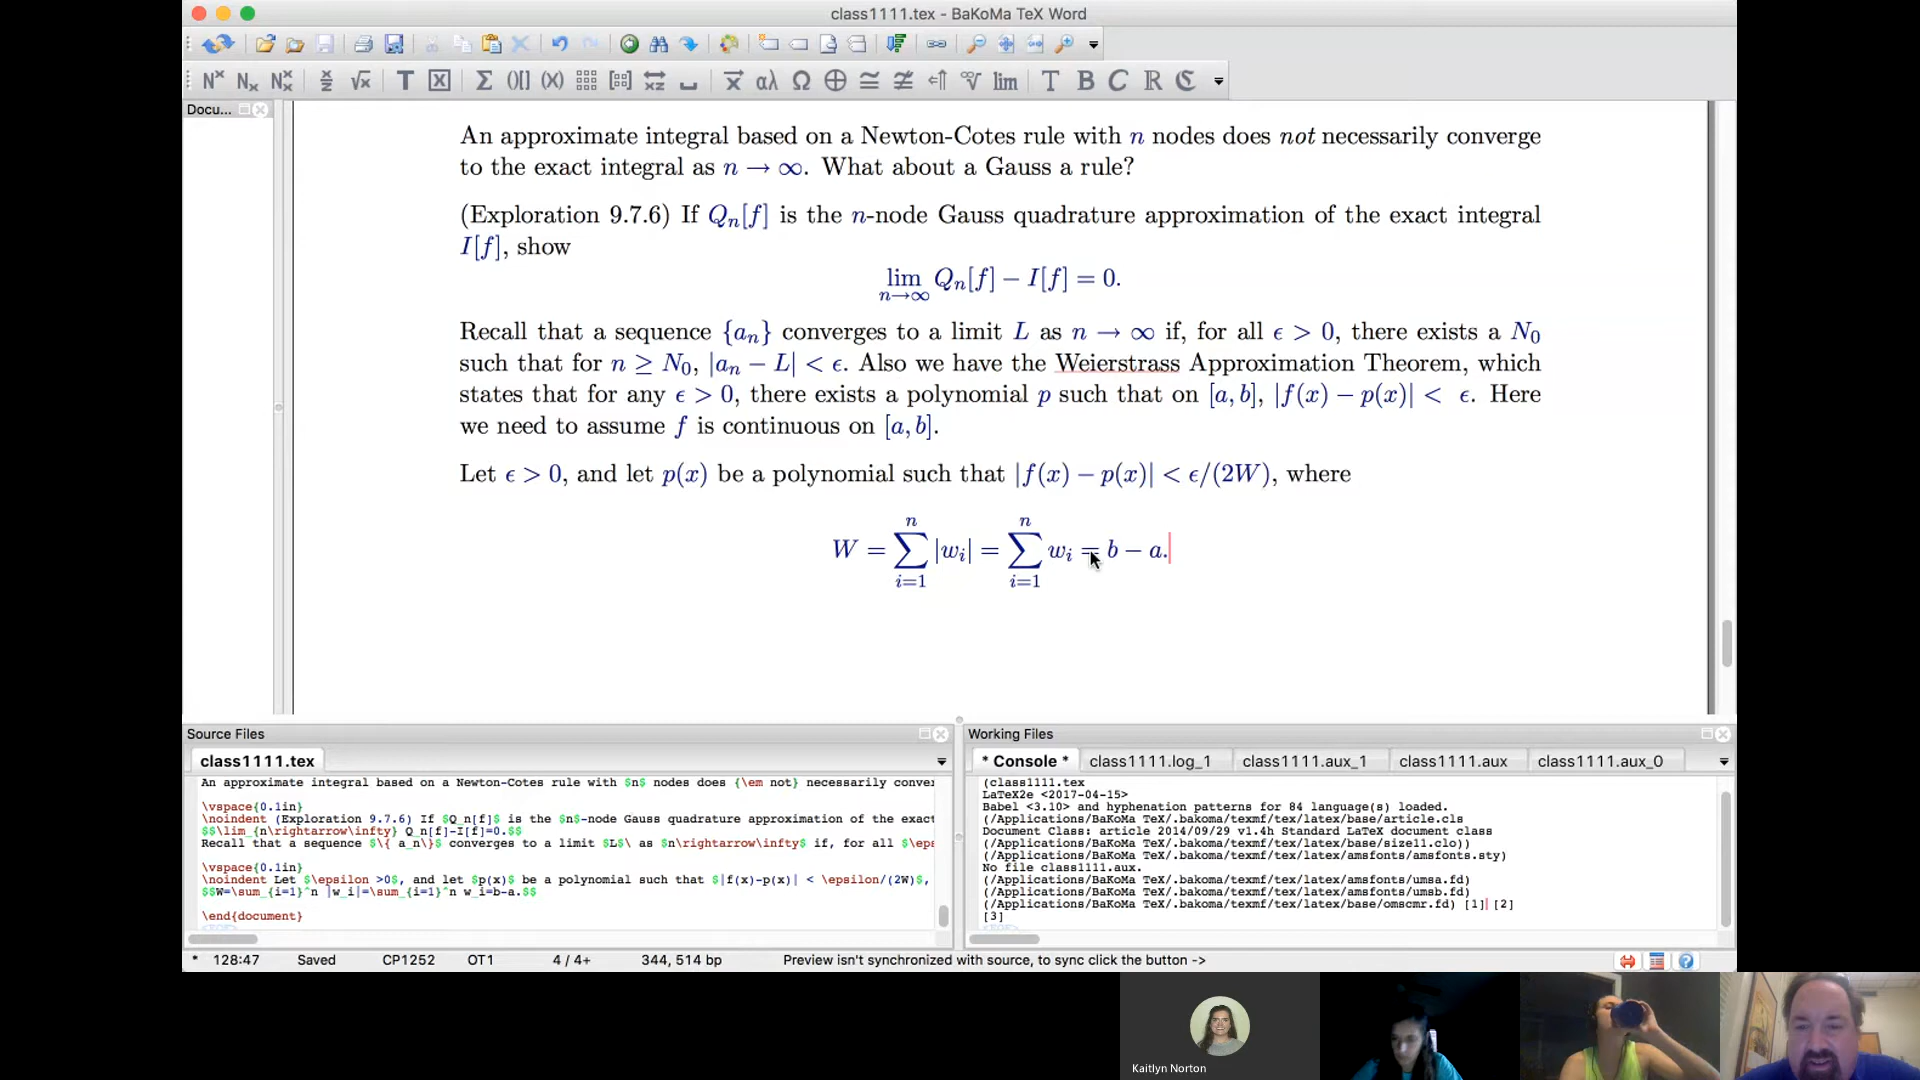 class1111.tex - BaKoMa TeX Word
Docu...
An approximate integral based on a Newton-Cotes rule with n nodes does not necessarily converge
to the exact integral as n → ∞. What about a Gauss a rule?
(Exploration 9.7.6) If Qn[f] is the n-node Gauss quadrature approximation of the exact integral
I[f], show
lim n→∞ Qn[f] − I[f] = 0.
Recall that a sequence {an} converges to a limit L as n → ∞ if, for all ϵ > 0, there exists a N0
such that for n ≥ N0, |an − L| < ϵ. Also we have the Weierstrass Approximation Theorem, which
states that for any ϵ > 0, there exists a polynomial p such that on [a, b], |f(x) − p(x)| < ϵ. Here
we need to assume f is continuous on [a, b].
Let ϵ > 0, and let p(x) be a polynomial such that |f(x) − p(x)| < ϵ/(2W), where
W = ∑_{i=1}^{n} |wi| = ∑_{i=1}^{n} wi = b − a.
Source Files
class1111.tex
An approximate integral based on a Newton-Cotes rule with $n$ nodes does {\em not} necessarily conver
\vspace{0.1in}
\noindent (Exploration 9.7.6) If $Q_n[f]$ is the $n$-node Gauss quadrature approximation of the exact
$$\lim_{n\rightarrow\infty} Q_n[f]-I[f]=0.$$
Recall that a sequence $\{ a_n\}$ converges to a limit $L$\ as $n\rightarrow\infty$ if, for all $\eps
\vspace{0.1in}
\noindent Let $\epsilon >0$, and let $p(x)$ be a polynomial such that $|f(x)-p(x)| < \epsilon/(2W)$,
$$W=\sum_{i=1}^n |w_i|=\sum_{i=1}^n w_i=b-a.$$
\end{document}
Working Files
* Console * class1111.log_1 class1111.aux_1 class1111.aux class1111.aux_0
(class1111.tex
LaTeX2e <2017-04-15>
Babel <3.10> and hyphenation patterns for 84 language(s) loaded.
(/Applications/BaKoMa TeX/.bakoma/texmf/tex/latex/base/article.cls
Document Class: article 2014/09/29 v1.4h Standard LaTeX document class
(/Applications/BaKoMa TeX/.bakoma/texmf/tex/latex/base/size11.clo))
(/Applications/BaKoMa TeX/.bakoma/texmf/tex/latex/amsfonts/amsfonts.sty)
No file class1111.aux.
(/Applications/BaKoMa TeX/.bakoma/texmf/tex/latex/amsfonts/umsa.fd)
(/Applications/BaKoMa TeX/.bakoma/texmf/tex/latex/amsfonts/umsb.fd)
(/Applications/BaKoMa TeX/.bakoma/texmf/tex/latex/base/omscmr.fd) [1] [2]
[3]
* 128:47 Saved CP1252 OT1 4 / 4+ 344, 514 bp Preview isn't synchronized with source, to sync click the button ->
Kaitlyn Norton